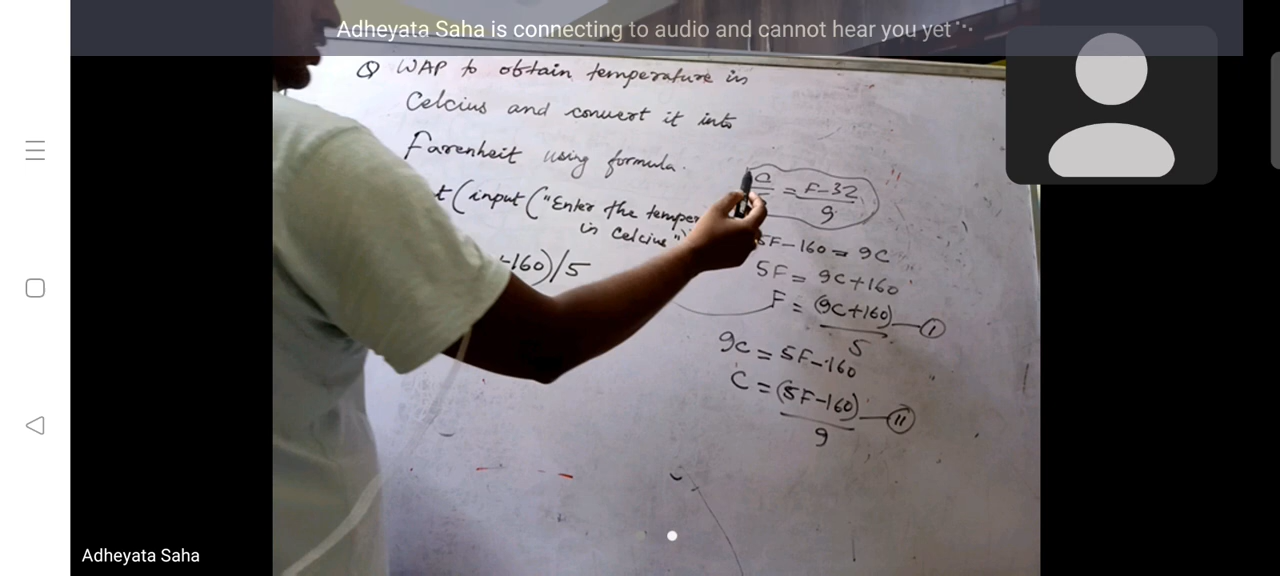 Adheyata Saha is connecting to audio and cannot hear you yet
Q WAP to obtain temperature in
Celcius and convert it into
Farenheit using formula.
t(input("Enter the temper
in Celcius")
160)/5
C = F-32
9
5F-160 = 9C
5F = 9C+160
F = (9C+160) — I
5
9C = 5F-160
C = (5F-160) — II
9
Adheyata Saha